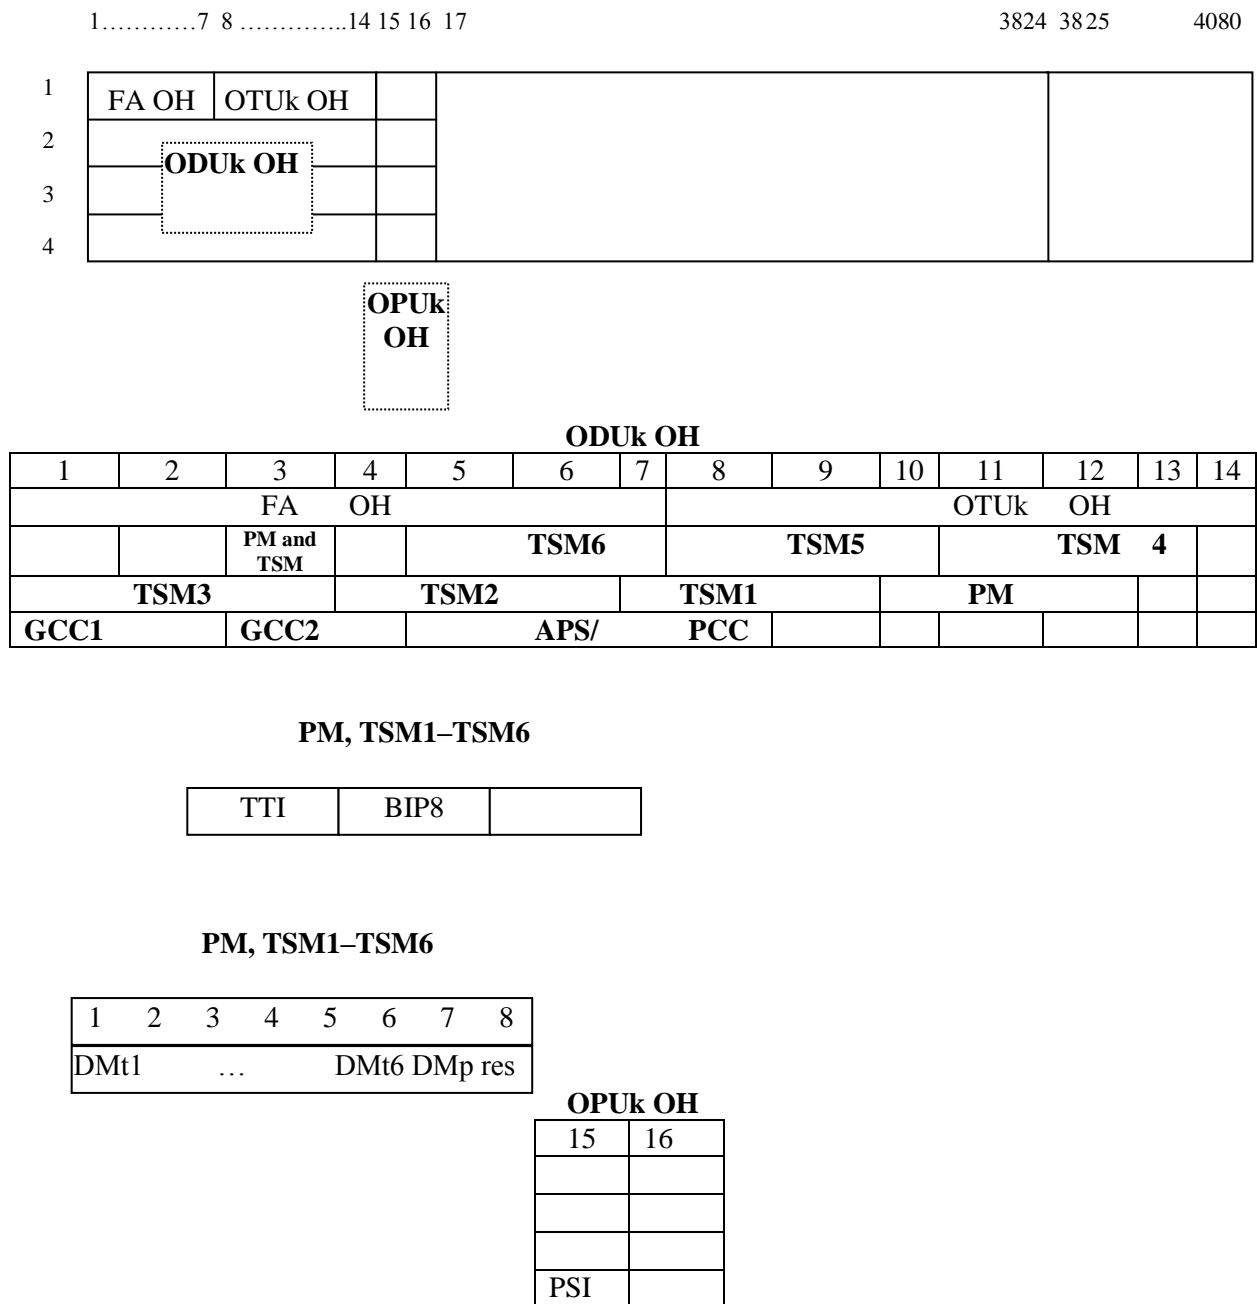 1…………7 8 …………..14 15 16 17 3824 3825 4080
1 FA OH OTUk OH
2
ODUk OH
3
4
OPUk
OH
ODUk OH
1 2 3 4 5 6 7 8 9 10 11 12 13 14
FA OH OTUk OH
PM and TSM6 TSM5 TSM 4
TSM
TSM3 TSM2 TSM1 PM
GCC1 GCC2 APS/ PCC
PM, TSM1–TSM6
TTI BIP8
PM, TSM1–TSM6
1 2 3 4 5 6 7 8
DMt1 … DMt6 DMp res
OPUk OH
15 16
PSI